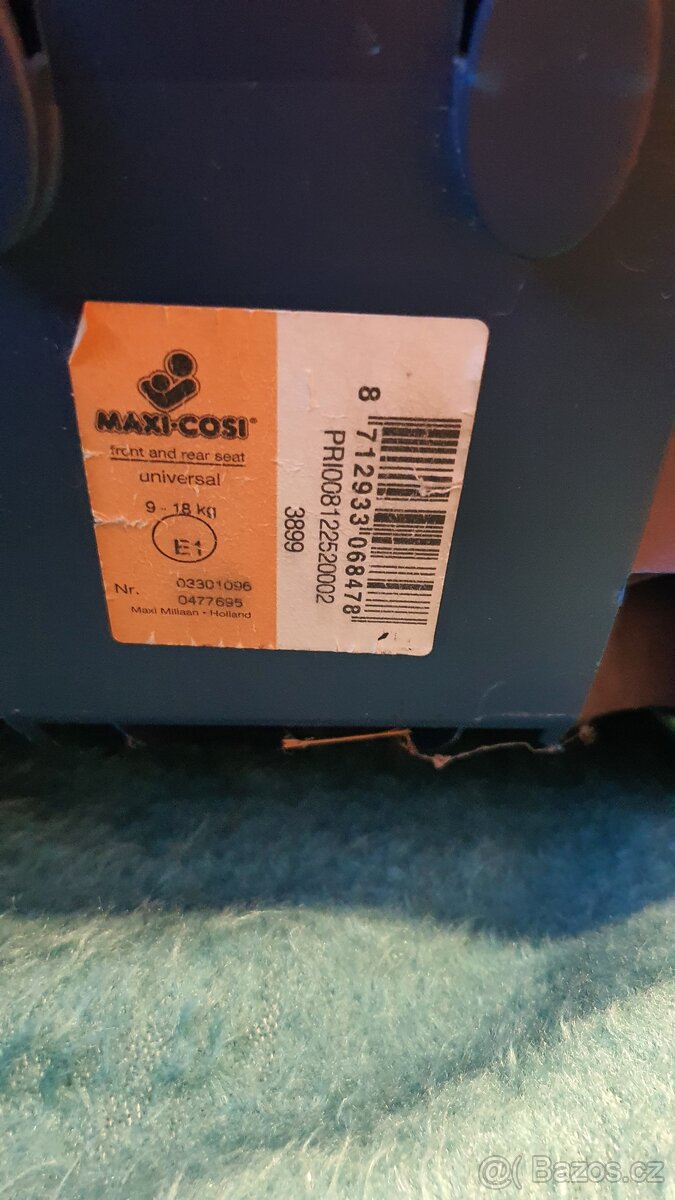 MAXI-COSI®
front and rear seat
universal
9 - 18 kg
E1
Nr. 03301096
0477695
Maxi Miliaan • Holland
8 712933 068478
PRI008122520002
3899
@( Bazos.cz